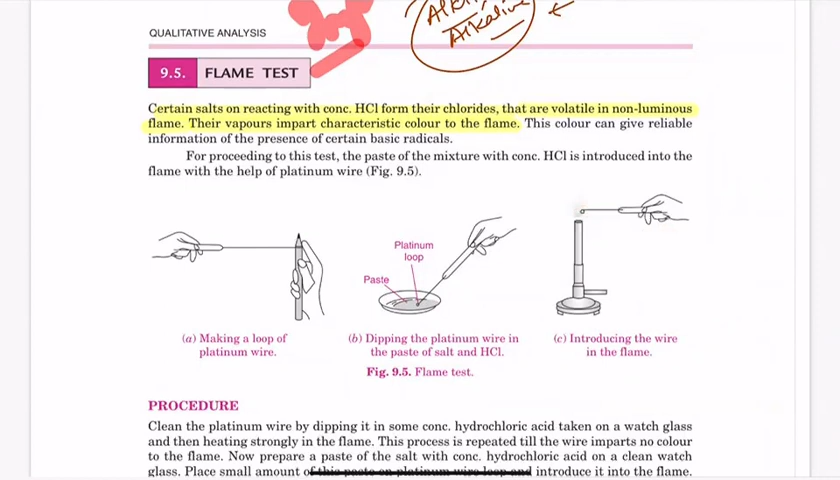 Alkaline
QUALITATIVE ANALYSIS
9.5. FLAME TEST
Certain salts on reacting with conc. HCl form their chlorides, that are volatile in non-luminous
flame. Their vapours impart characteristic colour to the flame. This colour can give reliable
information of the presence of certain basic radicals.
For proceeding to this test, the paste of the mixture with conc. HCl is introduced into the
flame with the help of platinum wire (Fig. 9.5).
Platinum
loop
Paste
(a) Making a loop of
platinum wire.
(b) Dipping the platinum wire in
the paste of salt and HCl.
(c) Introducing the wire
in the flame.
Fig. 9.5. Flame test.
PROCEDURE
Clean the platinum wire by dipping it in some conc. hydrochloric acid taken on a watch glass
and then heating strongly in the flame. This process is repeated till the wire imparts no colour
to the flame. Now prepare a paste of the salt with conc. hydrochloric acid on a clean watch
glass. Place small amount of this paste on platinum wire loop and introduce it into the flame.